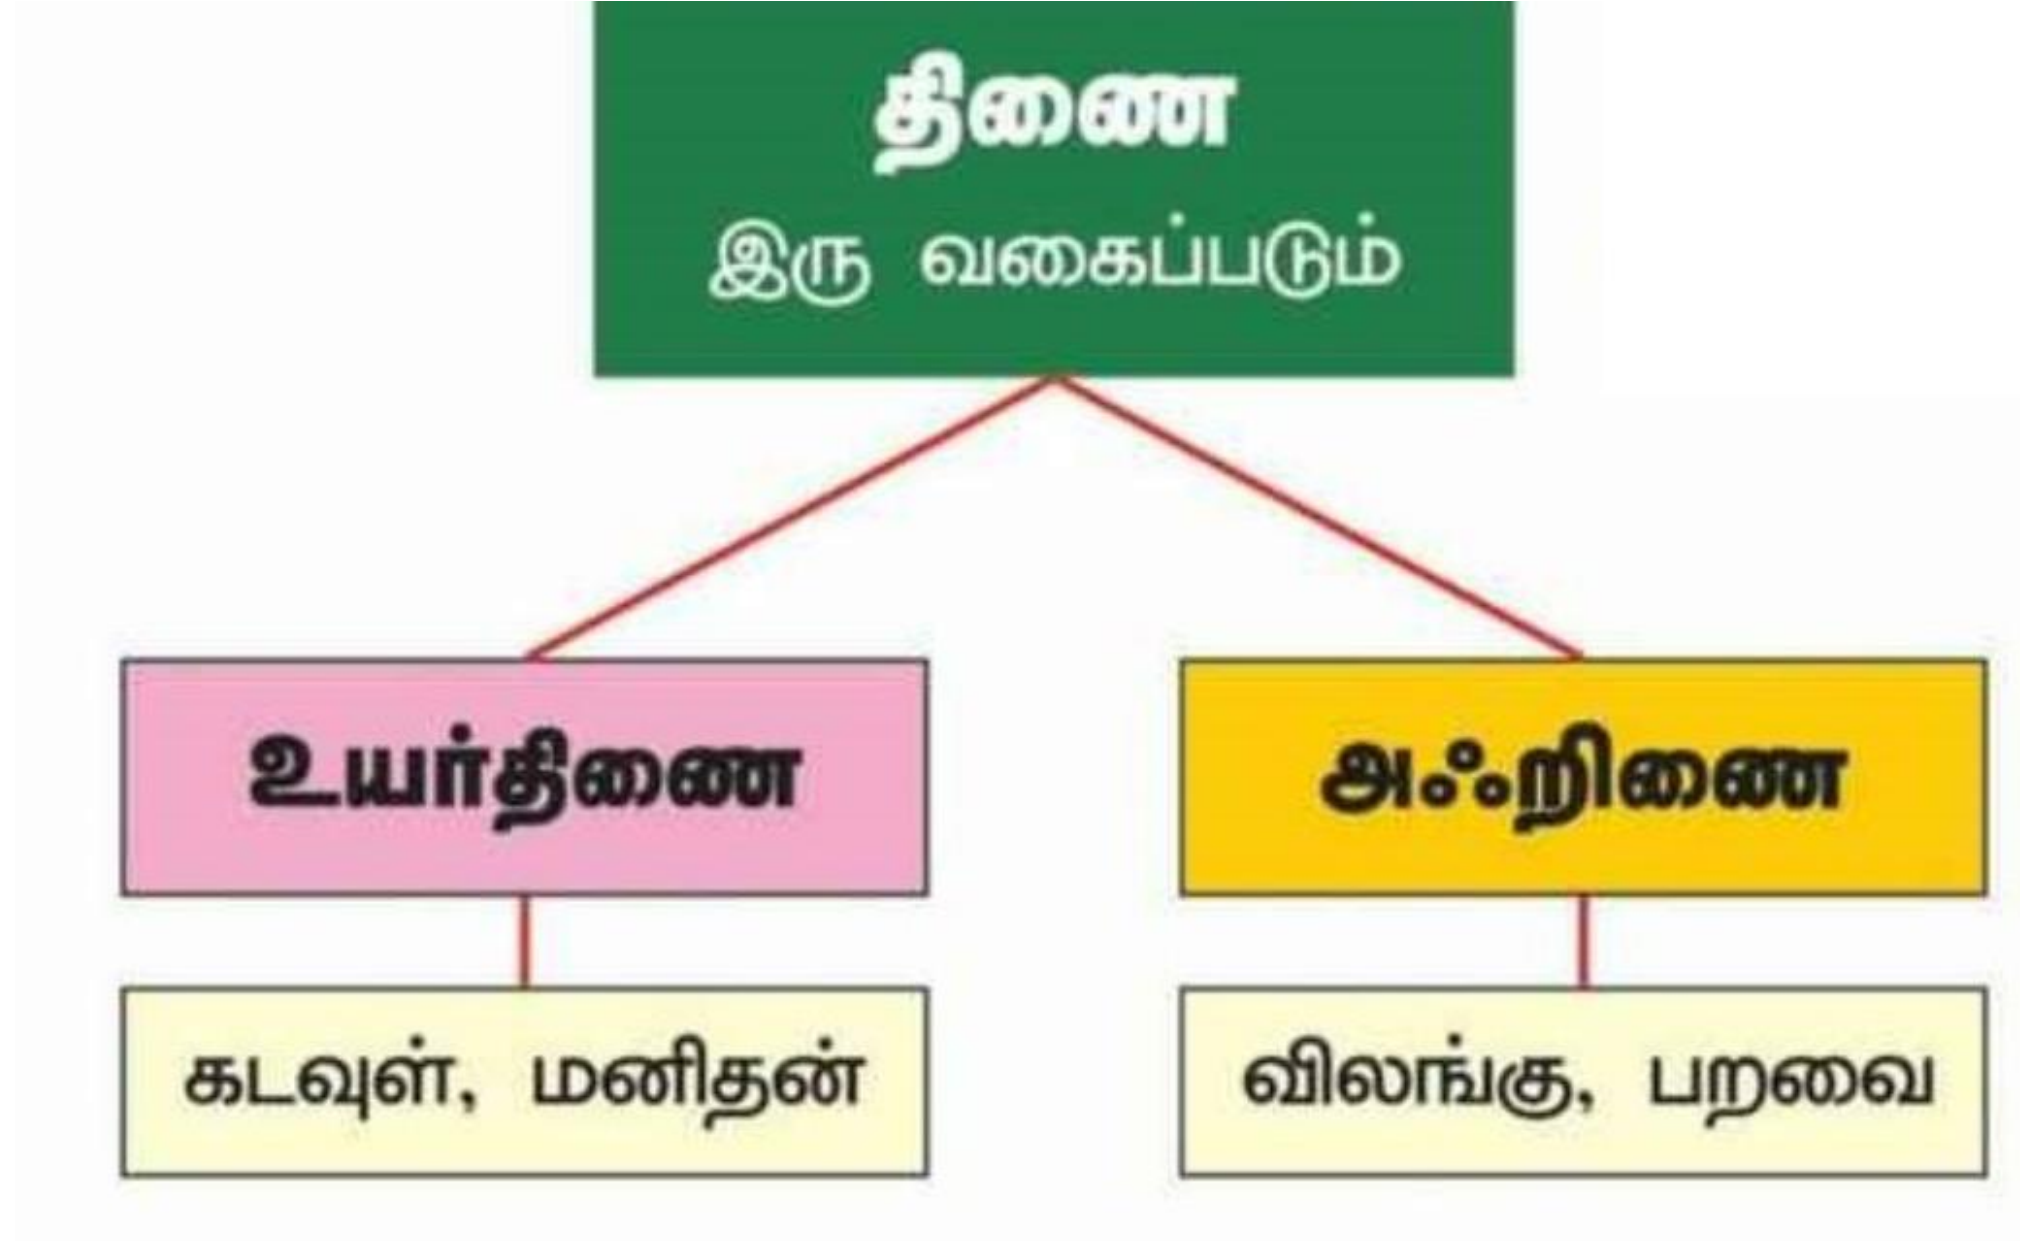 திணை
இரு வகைப்படும்
உயர்திணை
அஃறிணை
கடவுள், மனிதன்
விலங்கு, பறவை